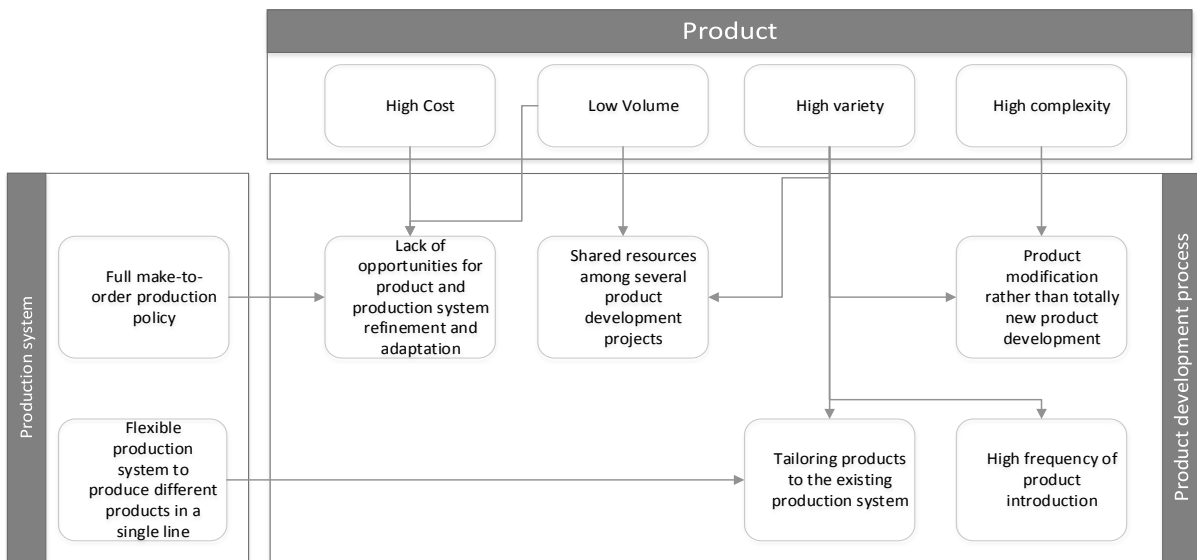 Product
High Cost
Low Volume
High variety
High complexity
Production system
Full make-to-
order production
policy
Flexible
production
system to
produce different
products in a
single line
Lack of
opportunities for
product and
production system
refinement and
adaptation
Shared resources
among several
product
development
projects
Product
modification
rather than totally
new product
development
Tailoring products
to the existing
production system
High frequency of
product
introduction
Product development process